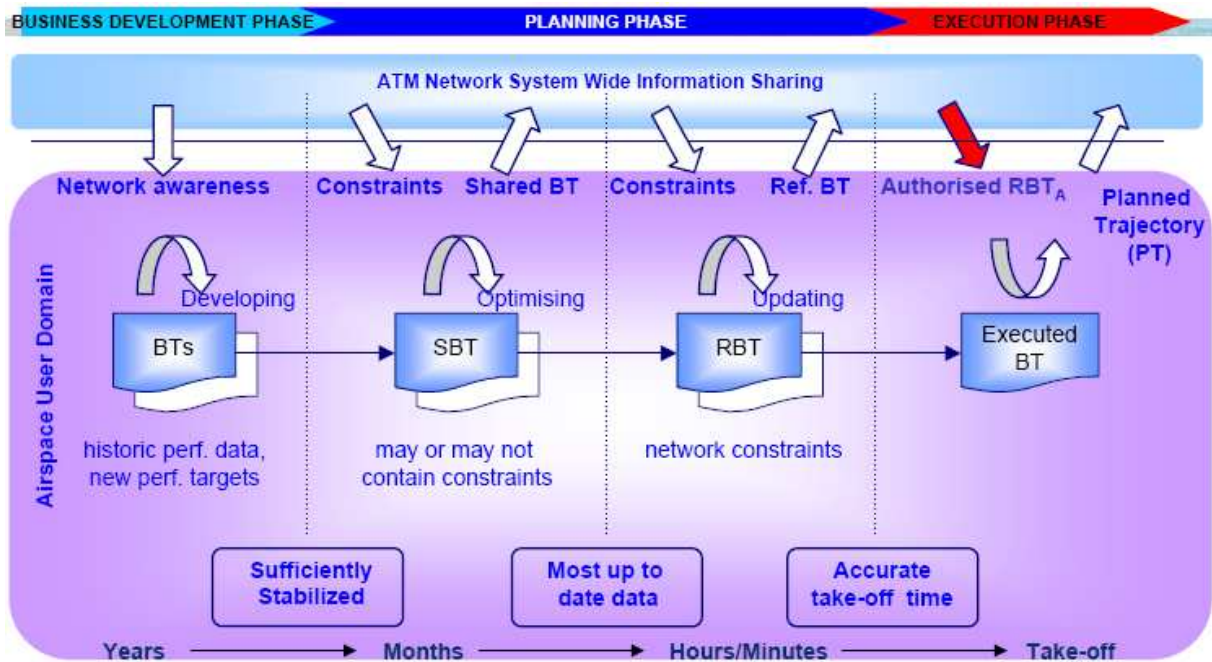 BUSINESS DEVELOPMENT PHASE
PLANNING PHASE
EXECUTION PHASE
ATM Network System Wide Information Sharing
Network awareness
Constraints
Shared BT
Constraints
Ref. BT
Authorised RBTA
Planned
Trajectory
(PT)
Airspace User Domain
Developing
Optimising
Updating
BTs
SBT
RBT
Executed
BT
historic perf. data,
new perf. targets
may or may not
contain constraints
network constraints
Sufficiently
Stabilized
Most up to
date data
Accurate
take-off time
Years
Months
Hours/Minutes
Take-off